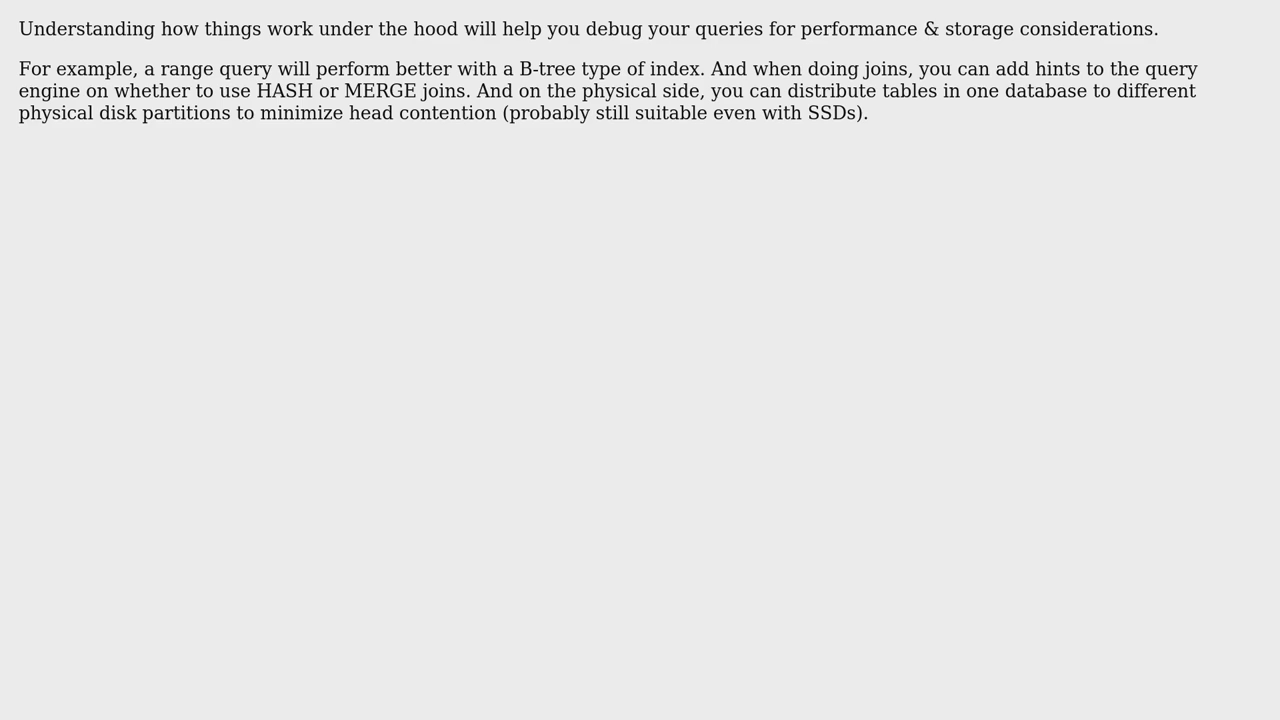 Understanding how things work under the hood will help you debug your queries for performance & storage considerations.
For example, a range query will perform better with a B-tree type of index. And when doing joins, you can add hints to the query
engine on whether to use HASH or MERGE joins. And on the physical side, you can distribute tables in one database to different
physical disk partitions to minimize head contention (probably still suitable even with SSDs).